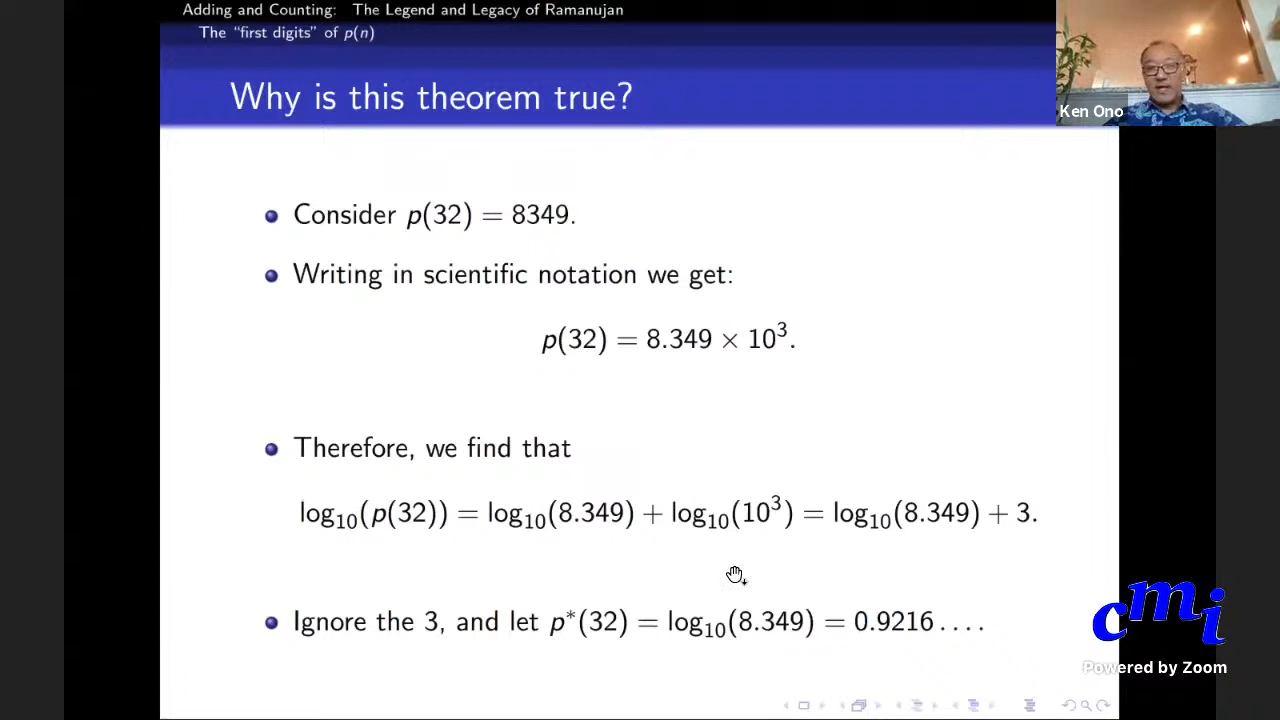 Adding and Counting: The Legend and Legacy of Ramanujan
The “first digits” of p(n)
Why is this theorem true?
Ken Ono
Consider p(32) = 8349.
Writing in scientific notation we get:
p(32) = 8.349 × 10³.
Therefore, we find that
log₁₀(p(32)) = log₁₀(8.349) + log₁₀(10³) = log₁₀(8.349) + 3.
Ignore the 3, and let p*(32) = log₁₀(8.349) = 0.9216 . . . .
cmi
Powered by Zoom